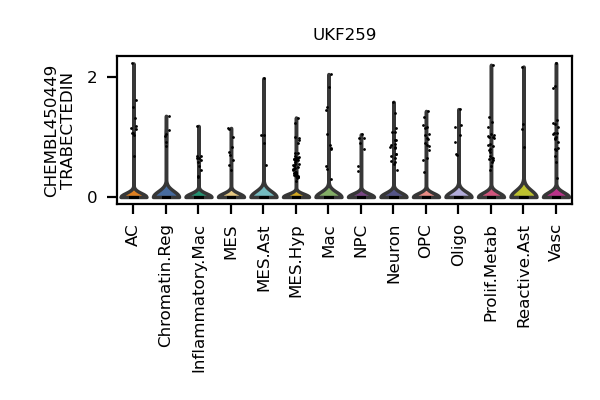 UKF259
CHEMBL450449
TRABECTEDIN
2
0
AC
Chromatin.Reg
Inflammatory.Mac
MES
MES.Ast
MES.Hyp
Mac
NPC
Neuron
OPC
Oligo
Prolif.Metab
Reactive.Ast
Vasc